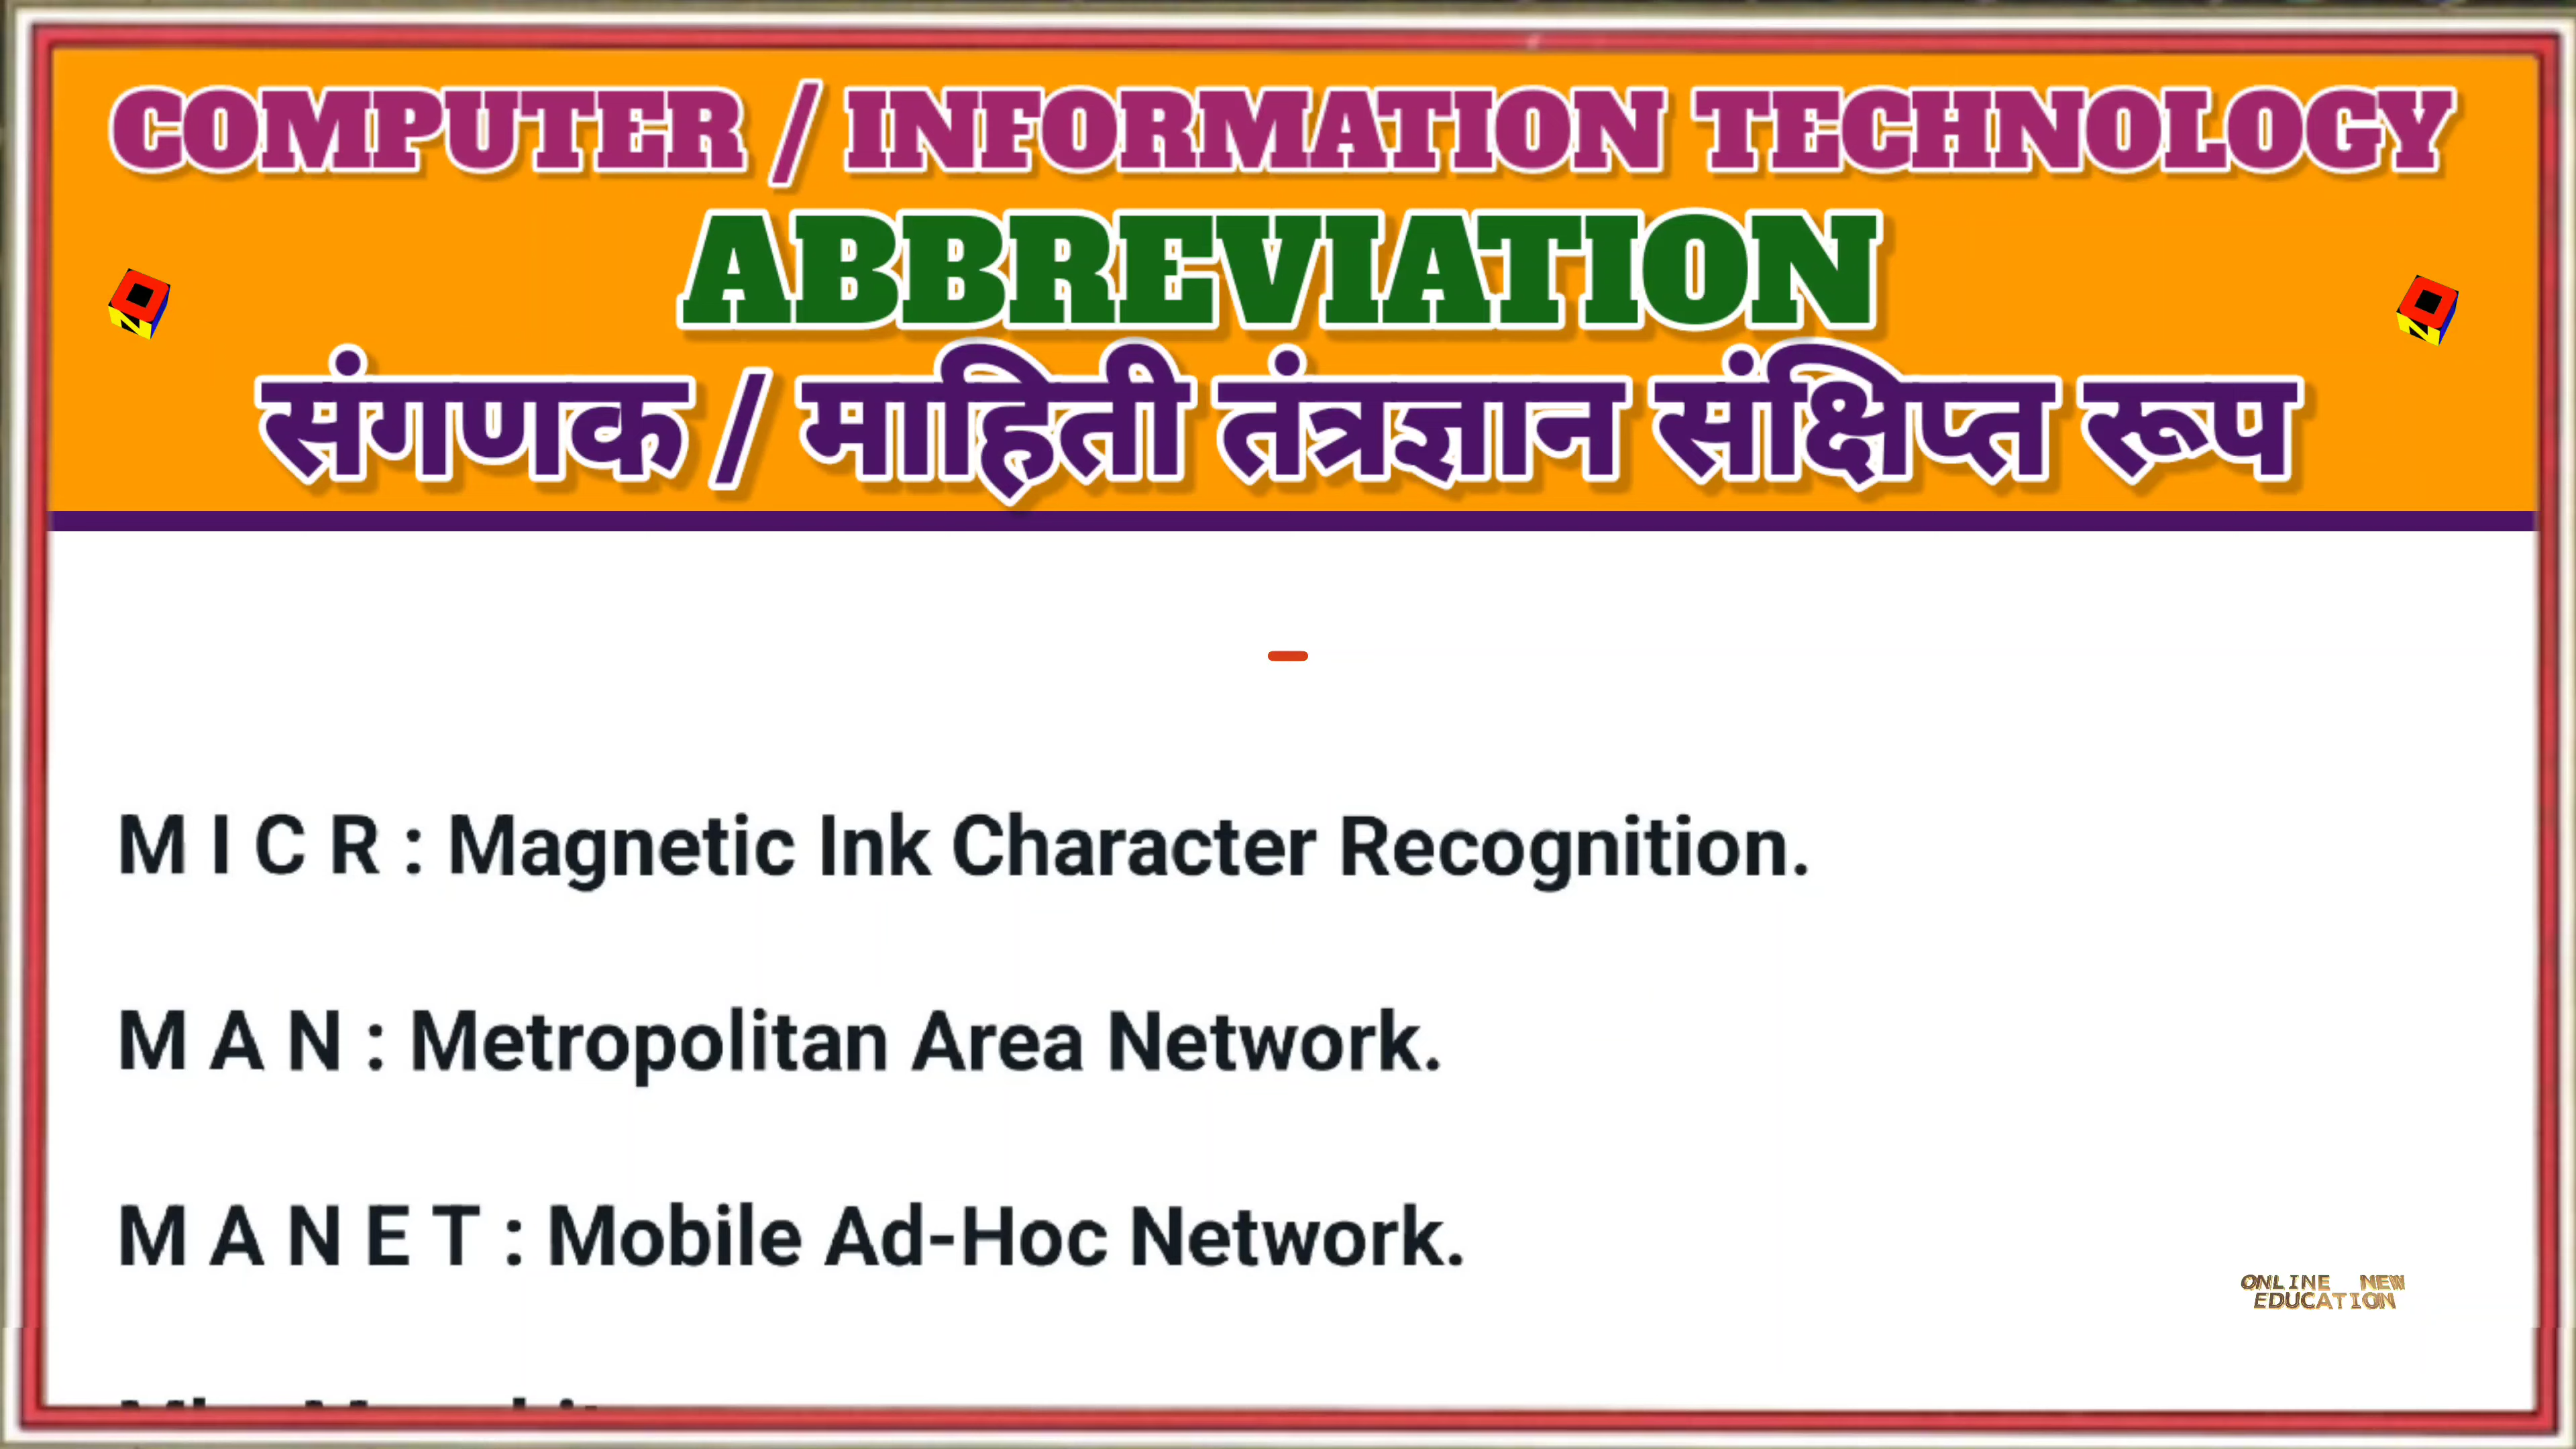 COMPUTER / INFORMATION TECHNOLOGY
ABBREVIATION
संगणक / माहिती तंत्रज्ञान संक्षिप्त रूप
M I C R : Magnetic Ink Character Recognition.
M A N : Metropolitan Area Network.
M A N E T : Mobile Ad-Hoc Network.
ONLINE NEW
EDUCATION